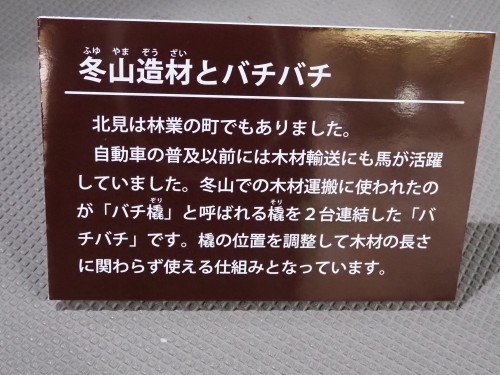 ふゆ やま ぞう ざい
冬山造材とバチバチ
北見は林業の町でもありました。
自動車の普及以前には木材輸送にも馬が活躍
していました。冬山での木材運搬に使われたの
ぞり そり
が「バチ橇」と呼ばれる橇を２台連結した「バ
チバチ」です。橇の位置を調整して木材の長さ
に関わらず使える仕組みとなっています。